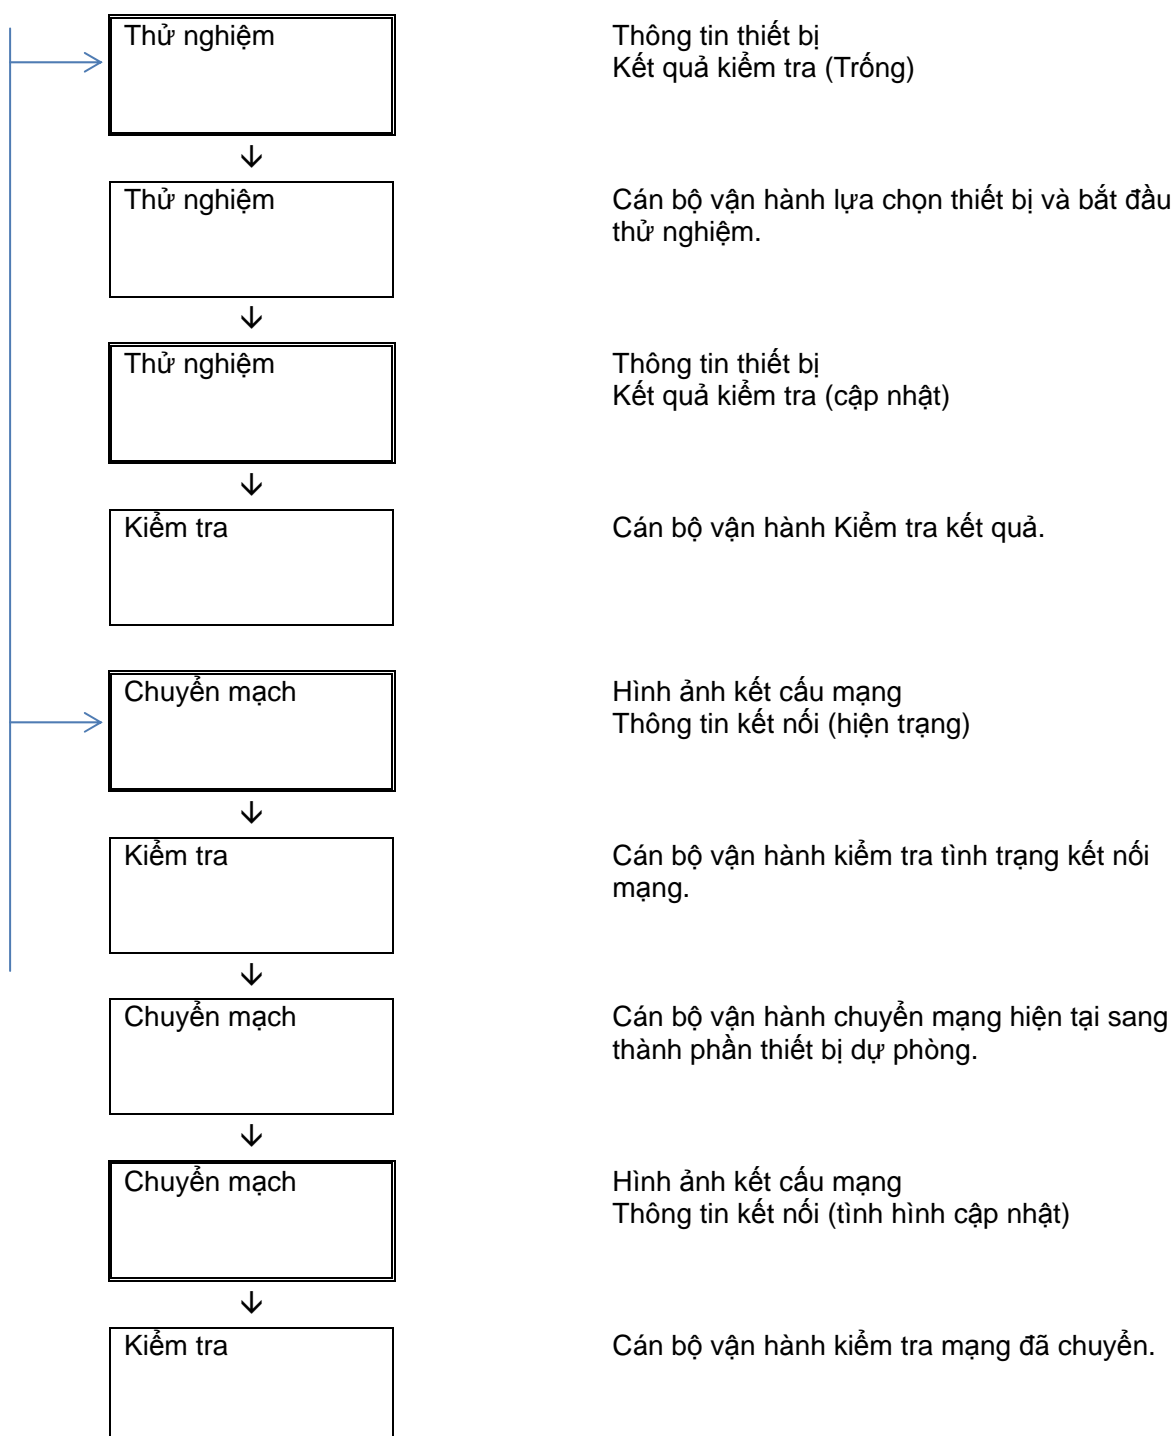 Thử nghiệm
Thông tin thiết bị
Kết quả kiểm tra (Trống)
Thử nghiệm
Cán bộ vận hành lựa chọn thiết bị và bắt đầu
thử nghiệm.
Thử nghiệm
Thông tin thiết bị
Kết quả kiểm tra (cập nhật)
Kiểm tra
Cán bộ vận hành Kiểm tra kết quả.
Chuyển mạch
Hình ảnh kết cấu mạng
Thông tin kết nối (hiện trạng)
Kiểm tra
Cán bộ vận hành kiểm tra tình trạng kết nối
mạng.
Chuyển mạch
Cán bộ vận hành chuyển mạng hiện tại sang
thành phần thiết bị dự phòng.
Chuyển mạch
Hình ảnh kết cấu mạng
Thông tin kết nối (tình hình cập nhật)
Kiểm tra
Cán bộ vận hành kiểm tra mạng đã chuyển.